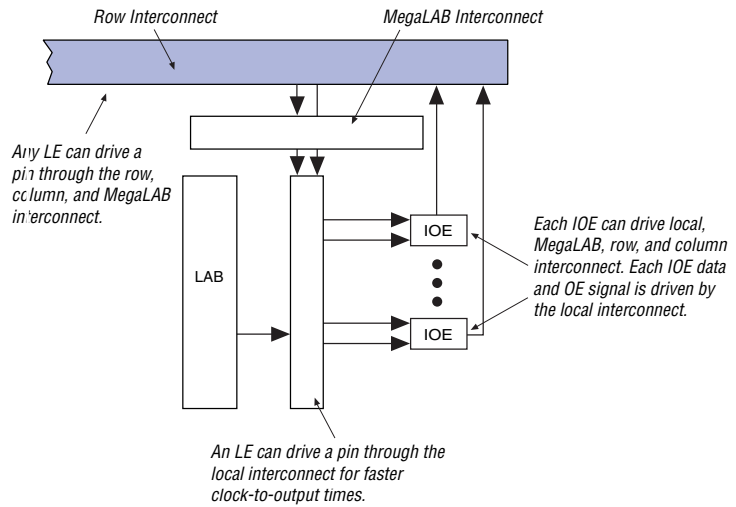 Row Interconnect
MegaLAB Interconnect
Any LE can drive a
pin through the row,
column, and MegaLAB
interconnect.
LAB
IOE
IOE
Each IOE can drive local,
MegaLAB, row, and column
interconnect. Each IOE data
and OE signal is driven by
the local interconnect.
An LE can drive a pin through the
local interconnect for faster
clock-to-output times.